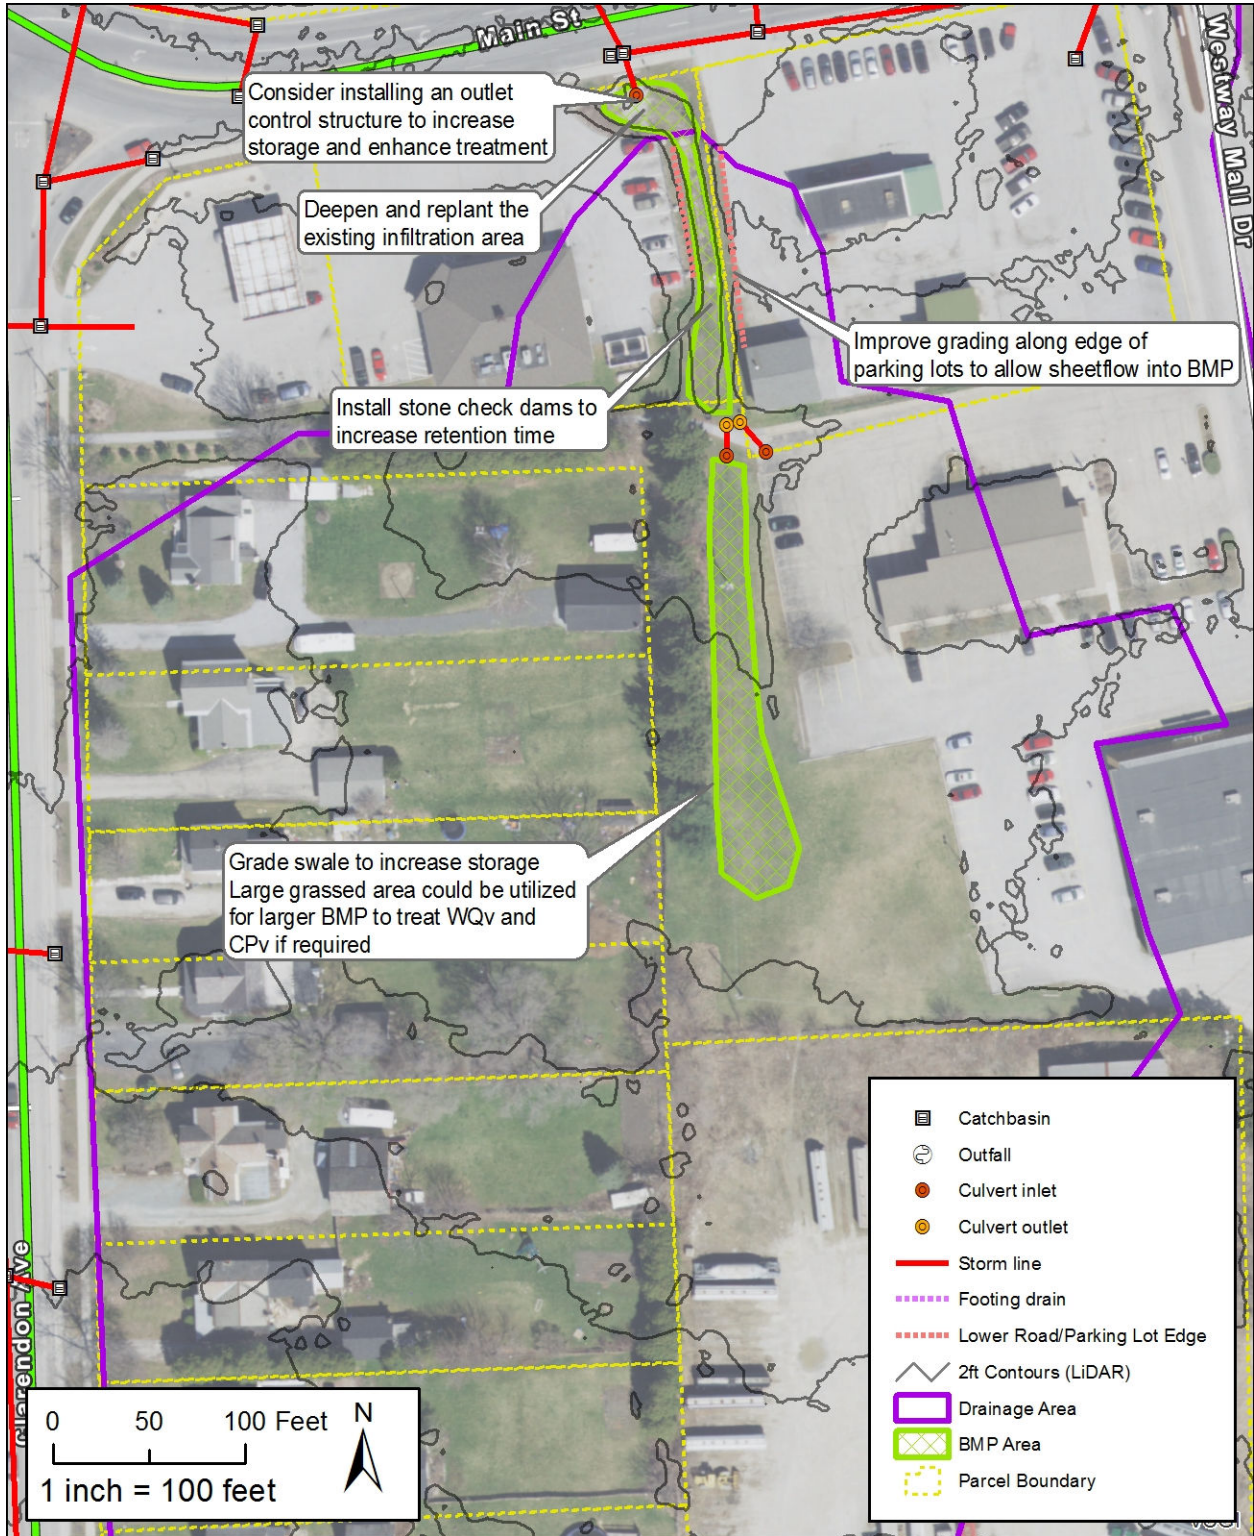 Main St
Westway Mall Dr
Consider installing an outlet
control structure to increase
storage and enhance treatment
Deepen and replant the
existing infiltration area
Improve grading along edge of
parking lots to allow sheetflow into BMP
Install stone check dams to
increase retention time
Grade swale to increase storage
Large grassed area could be utilized
for larger BMP to treat WQv and
CPv if required
Clarendon Ave
Catchbasin
Outfall
Culvert inlet
Culvert outlet
Storm line
Footing drain
Lower Road/Parking Lot Edge
2ft Contours (LiDAR)
Drainage Area
BMP Area
Parcel Boundary
0 50 100 Feet
N
1 inch = 100 feet